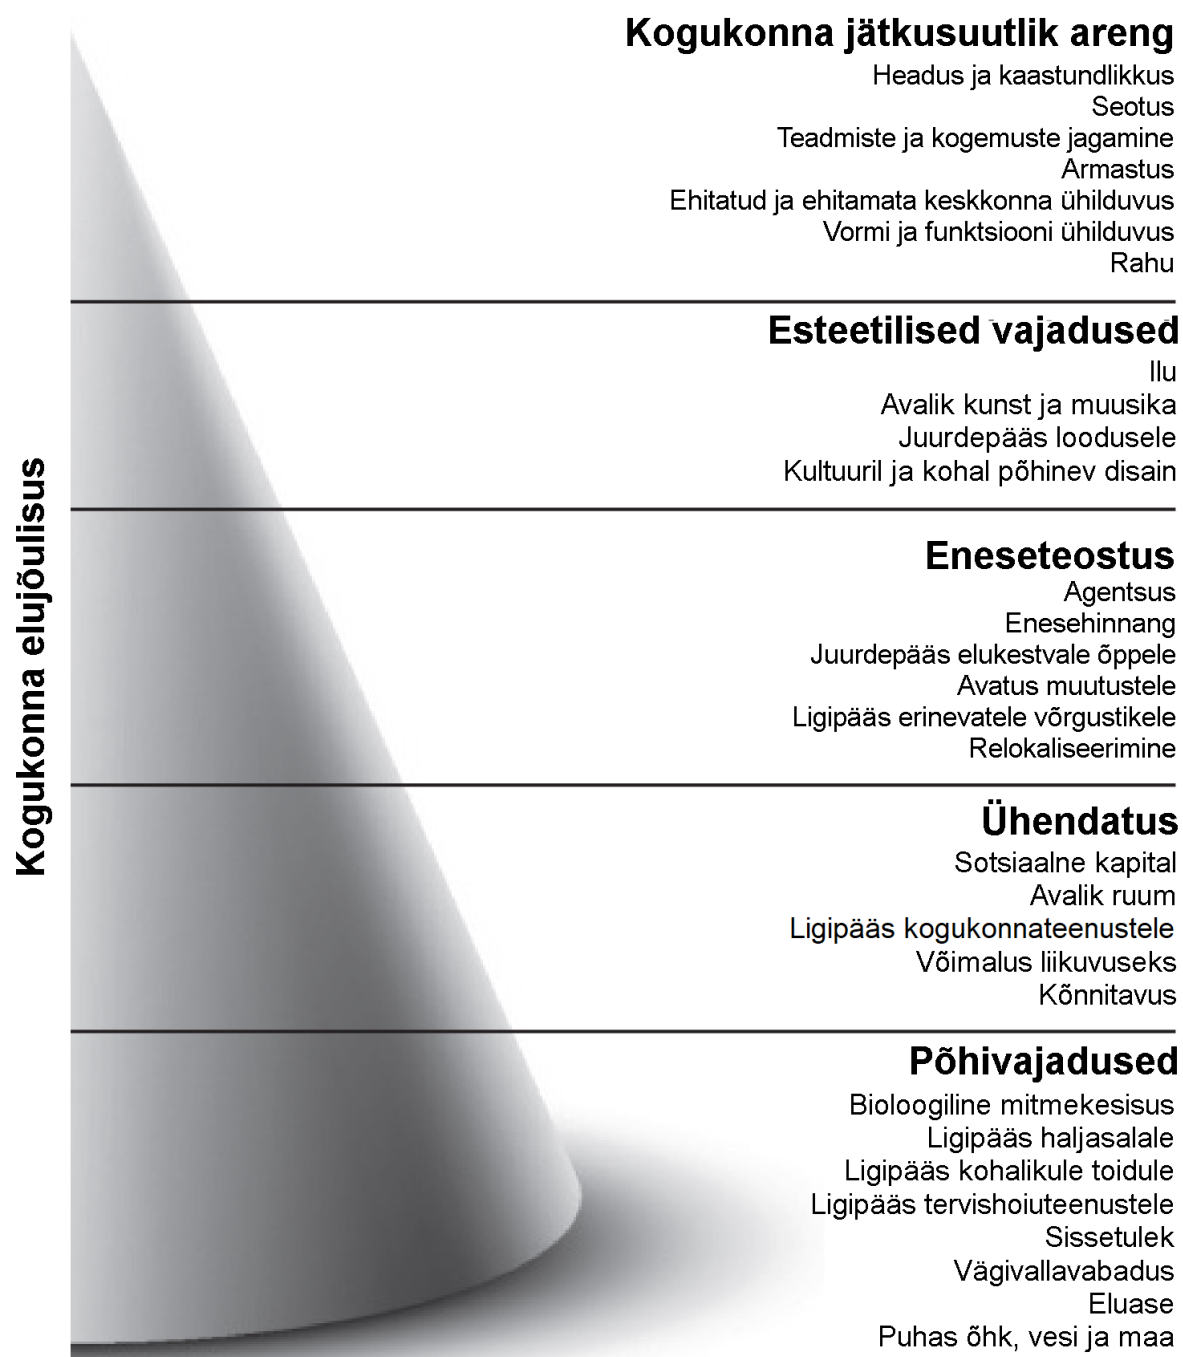 Kogukonna jätkusuutlik areng
Headus ja kaastundlikkus
Seotus
Teadmiste ja kogemuste jagamine
Armastus
Ehitatud ja ehitamata keskkonna ühilduvus
Vormi ja funktsiooni ühilduvus
Rahu
Esteetilised vajadused
Ilu
Avalik kunst ja muusika
Juurdepääs loodusele
Kultuuril ja kohal põhinev disain
Eneseteostus
Agentsus
Enesehinnang
Juurdepääs elukestvale õppele
Avatus muutustele
Ligipääs erinevatele võrgustikele
Relokaliseerimine
Ühendatus
Sotsiaalne kapital
Avalik ruum
Ligipääs kogukonnateenustele
Võimalus liikuvuseks
Kõnnitavus
Põhivajadused
Bioloogiline mitmekesisus
Ligipääs haljasalale
Ligipääs kohalikule toidule
Ligipääs tervishoiuteenustele
Sissetulek
Vägivallavabadus
Eluase
Puhas õhk, vesi ja maa
Kogukonna elujõulisus